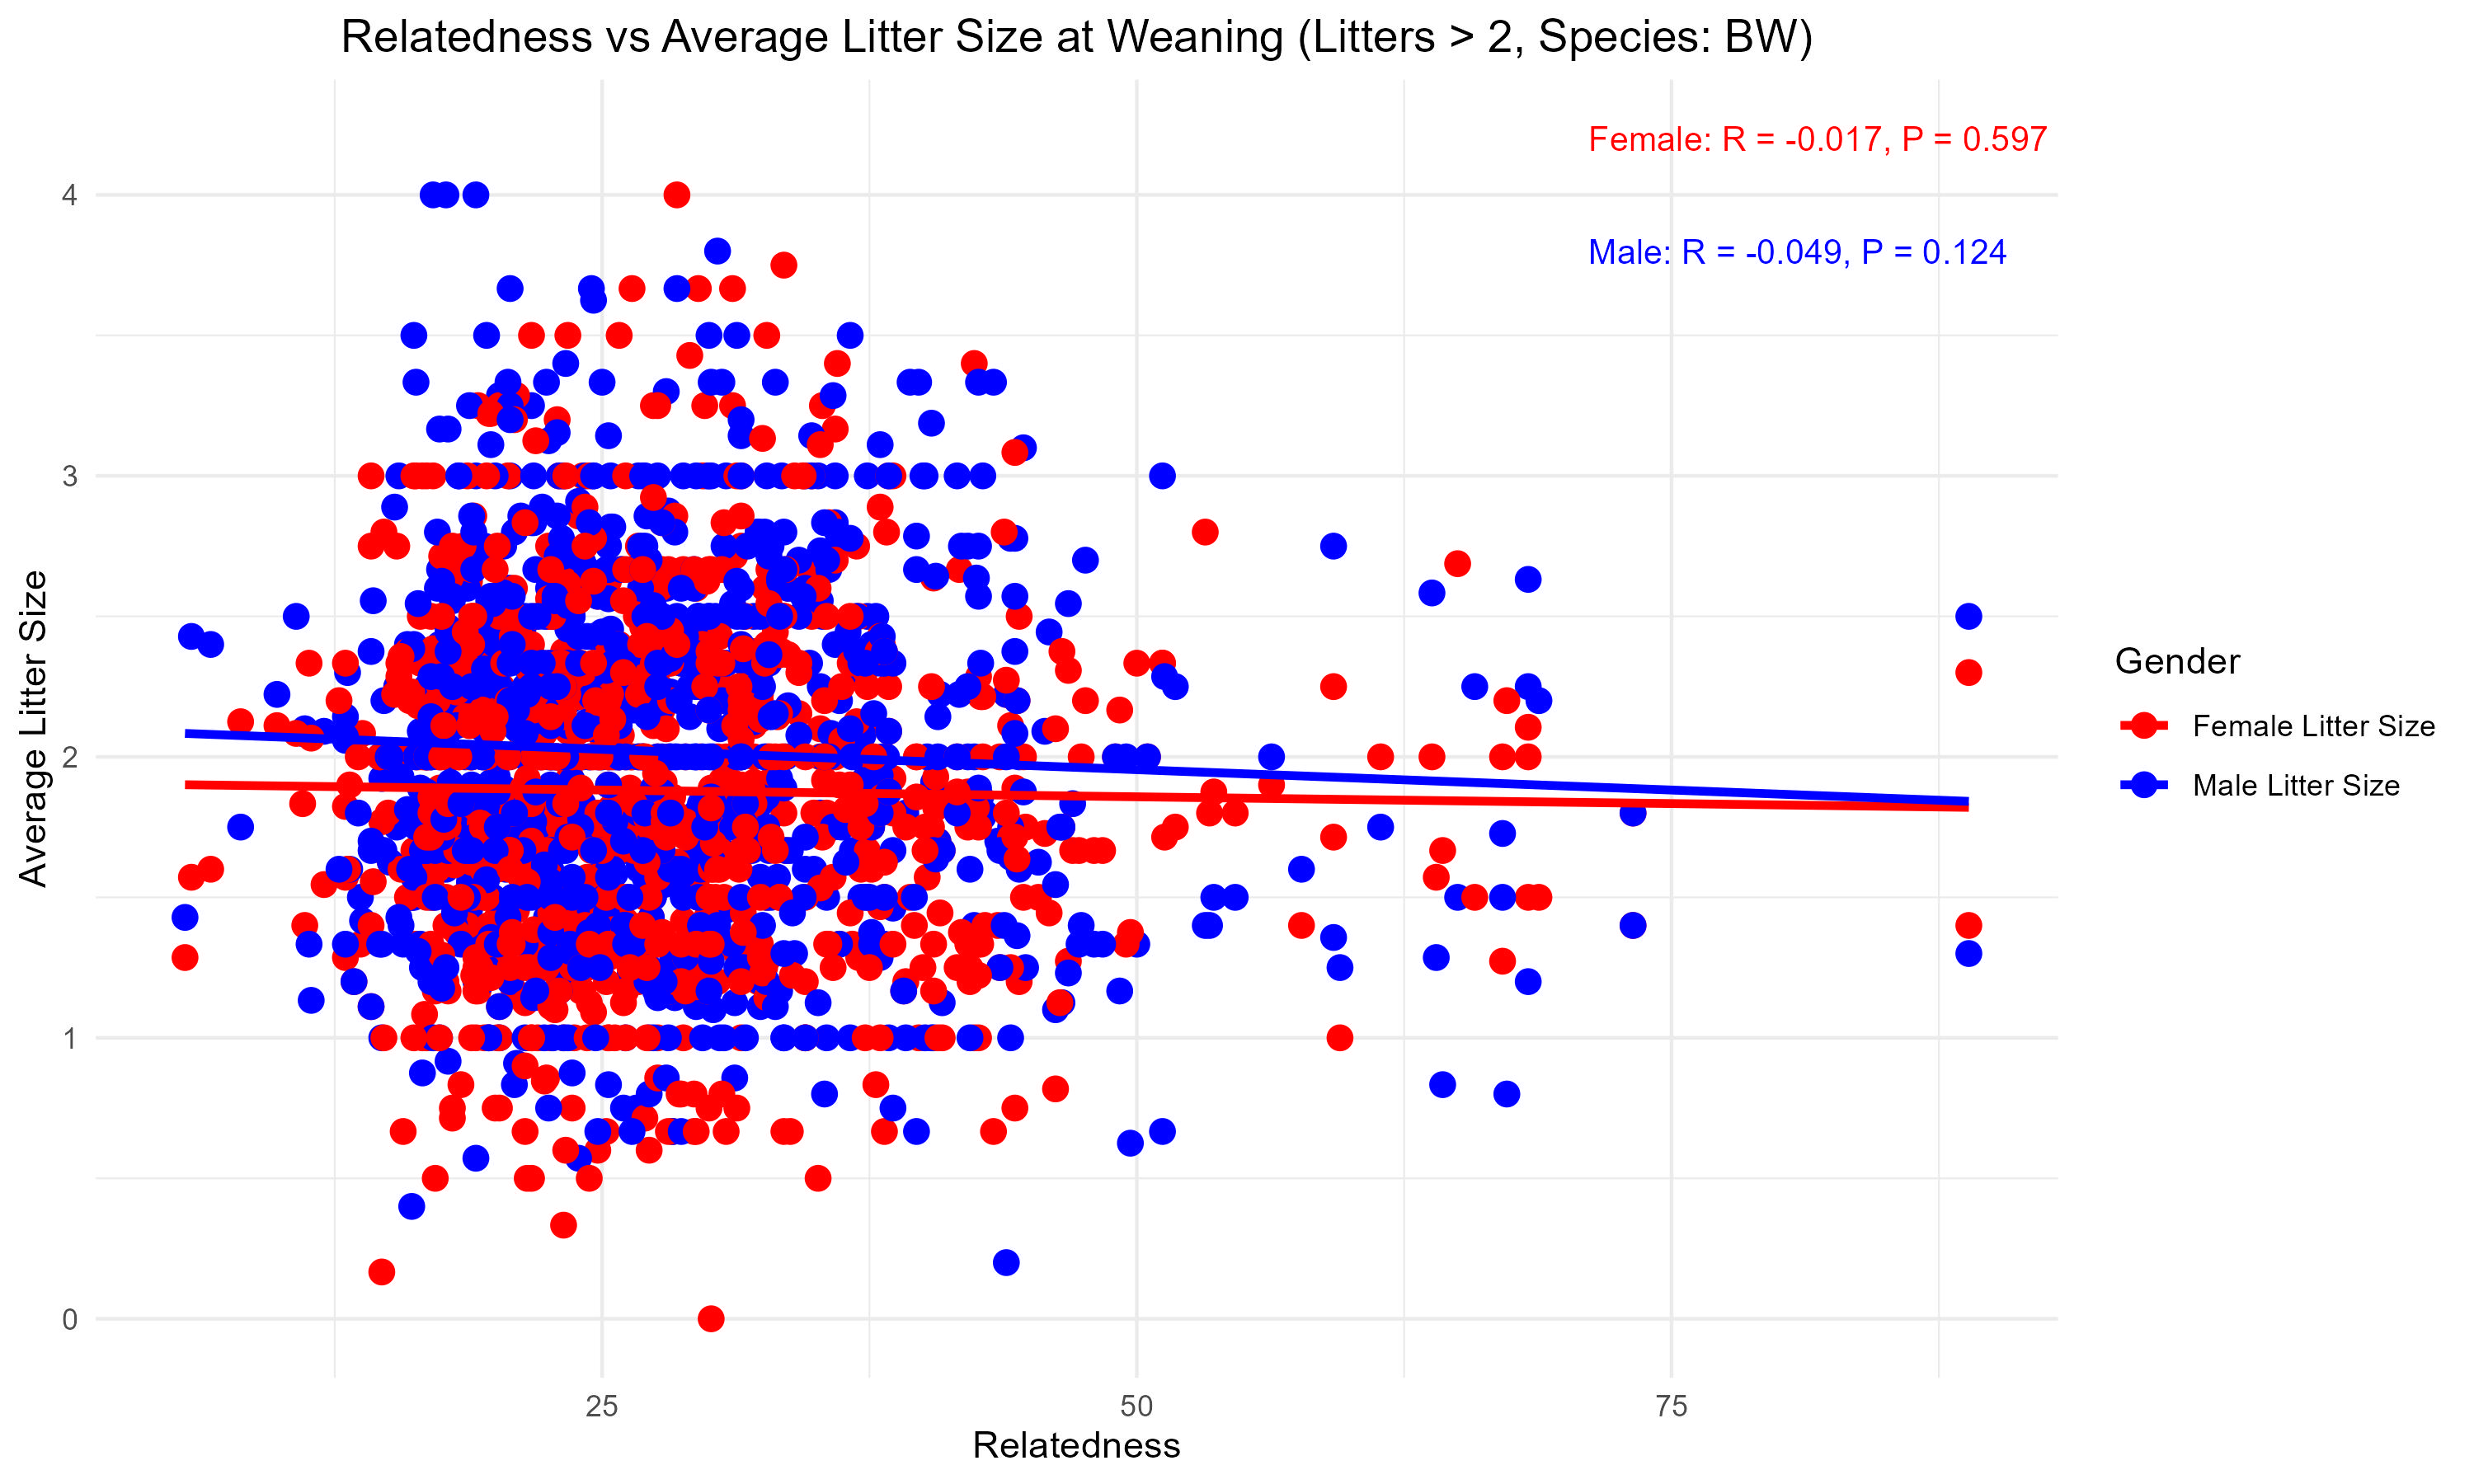 Relatedness vs Average Litter Size at Weaning (Litters > 2, Species: BW)
Female: R = -0.017, P = 0.597
Male: R = -0.049, P = 0.124
4
3
2
1
0
Average Litter Size
25
50
75
Relatedness
Gender
Female Litter Size
Male Litter Size